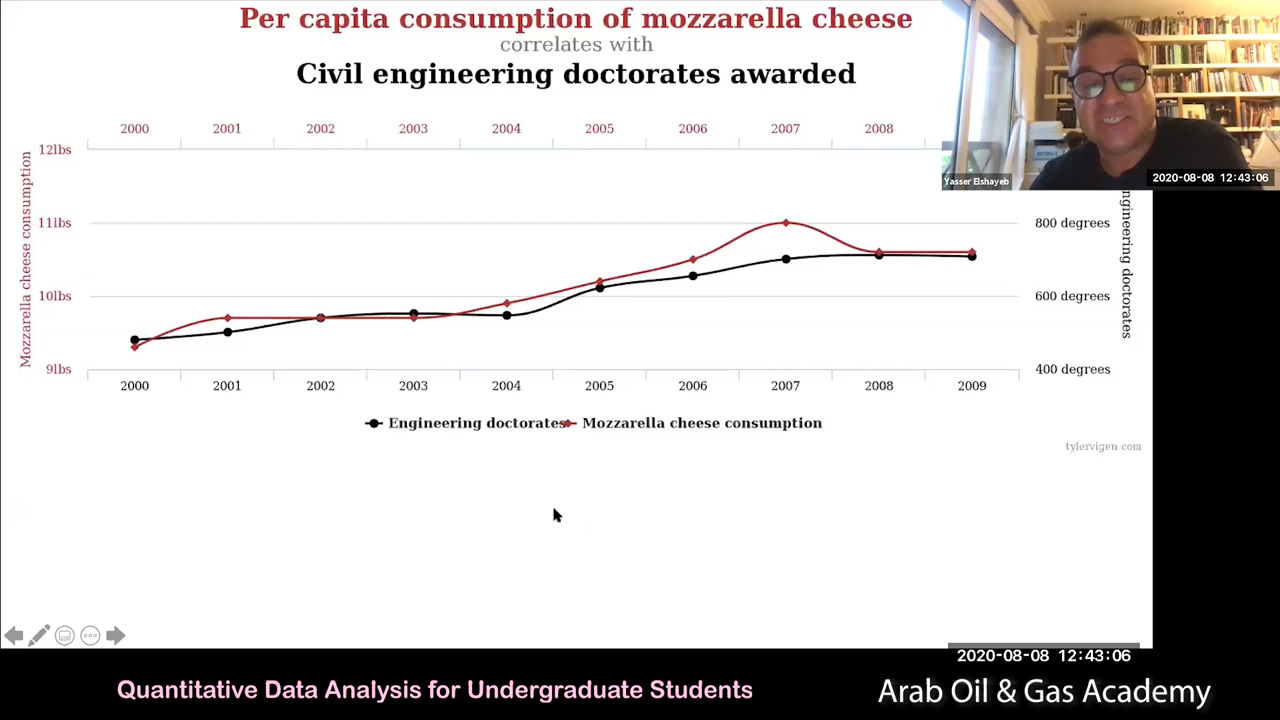 Per capita consumption of mozzarella cheese
correlates with
Civil engineering doctorates awarded
2000 2001 2002 2003 2004 2005 2006 2007 2008
12lbs
11lbs
10lbs
9lbs
Mozzarella cheese consumption
800 degrees
600 degrees
400 degrees
ngineering doctorates
2000 2001 2002 2003 2004 2005 2006 2007 2008 2009
Engineering doctorates Mozzarella cheese consumption
tylervigen.com
Yasser Elshayeb
2020-08-08 12:43:06
2020-08-08 12:43:06
Quantitative Data Analysis for Undergraduate Students
Arab Oil & Gas Academy